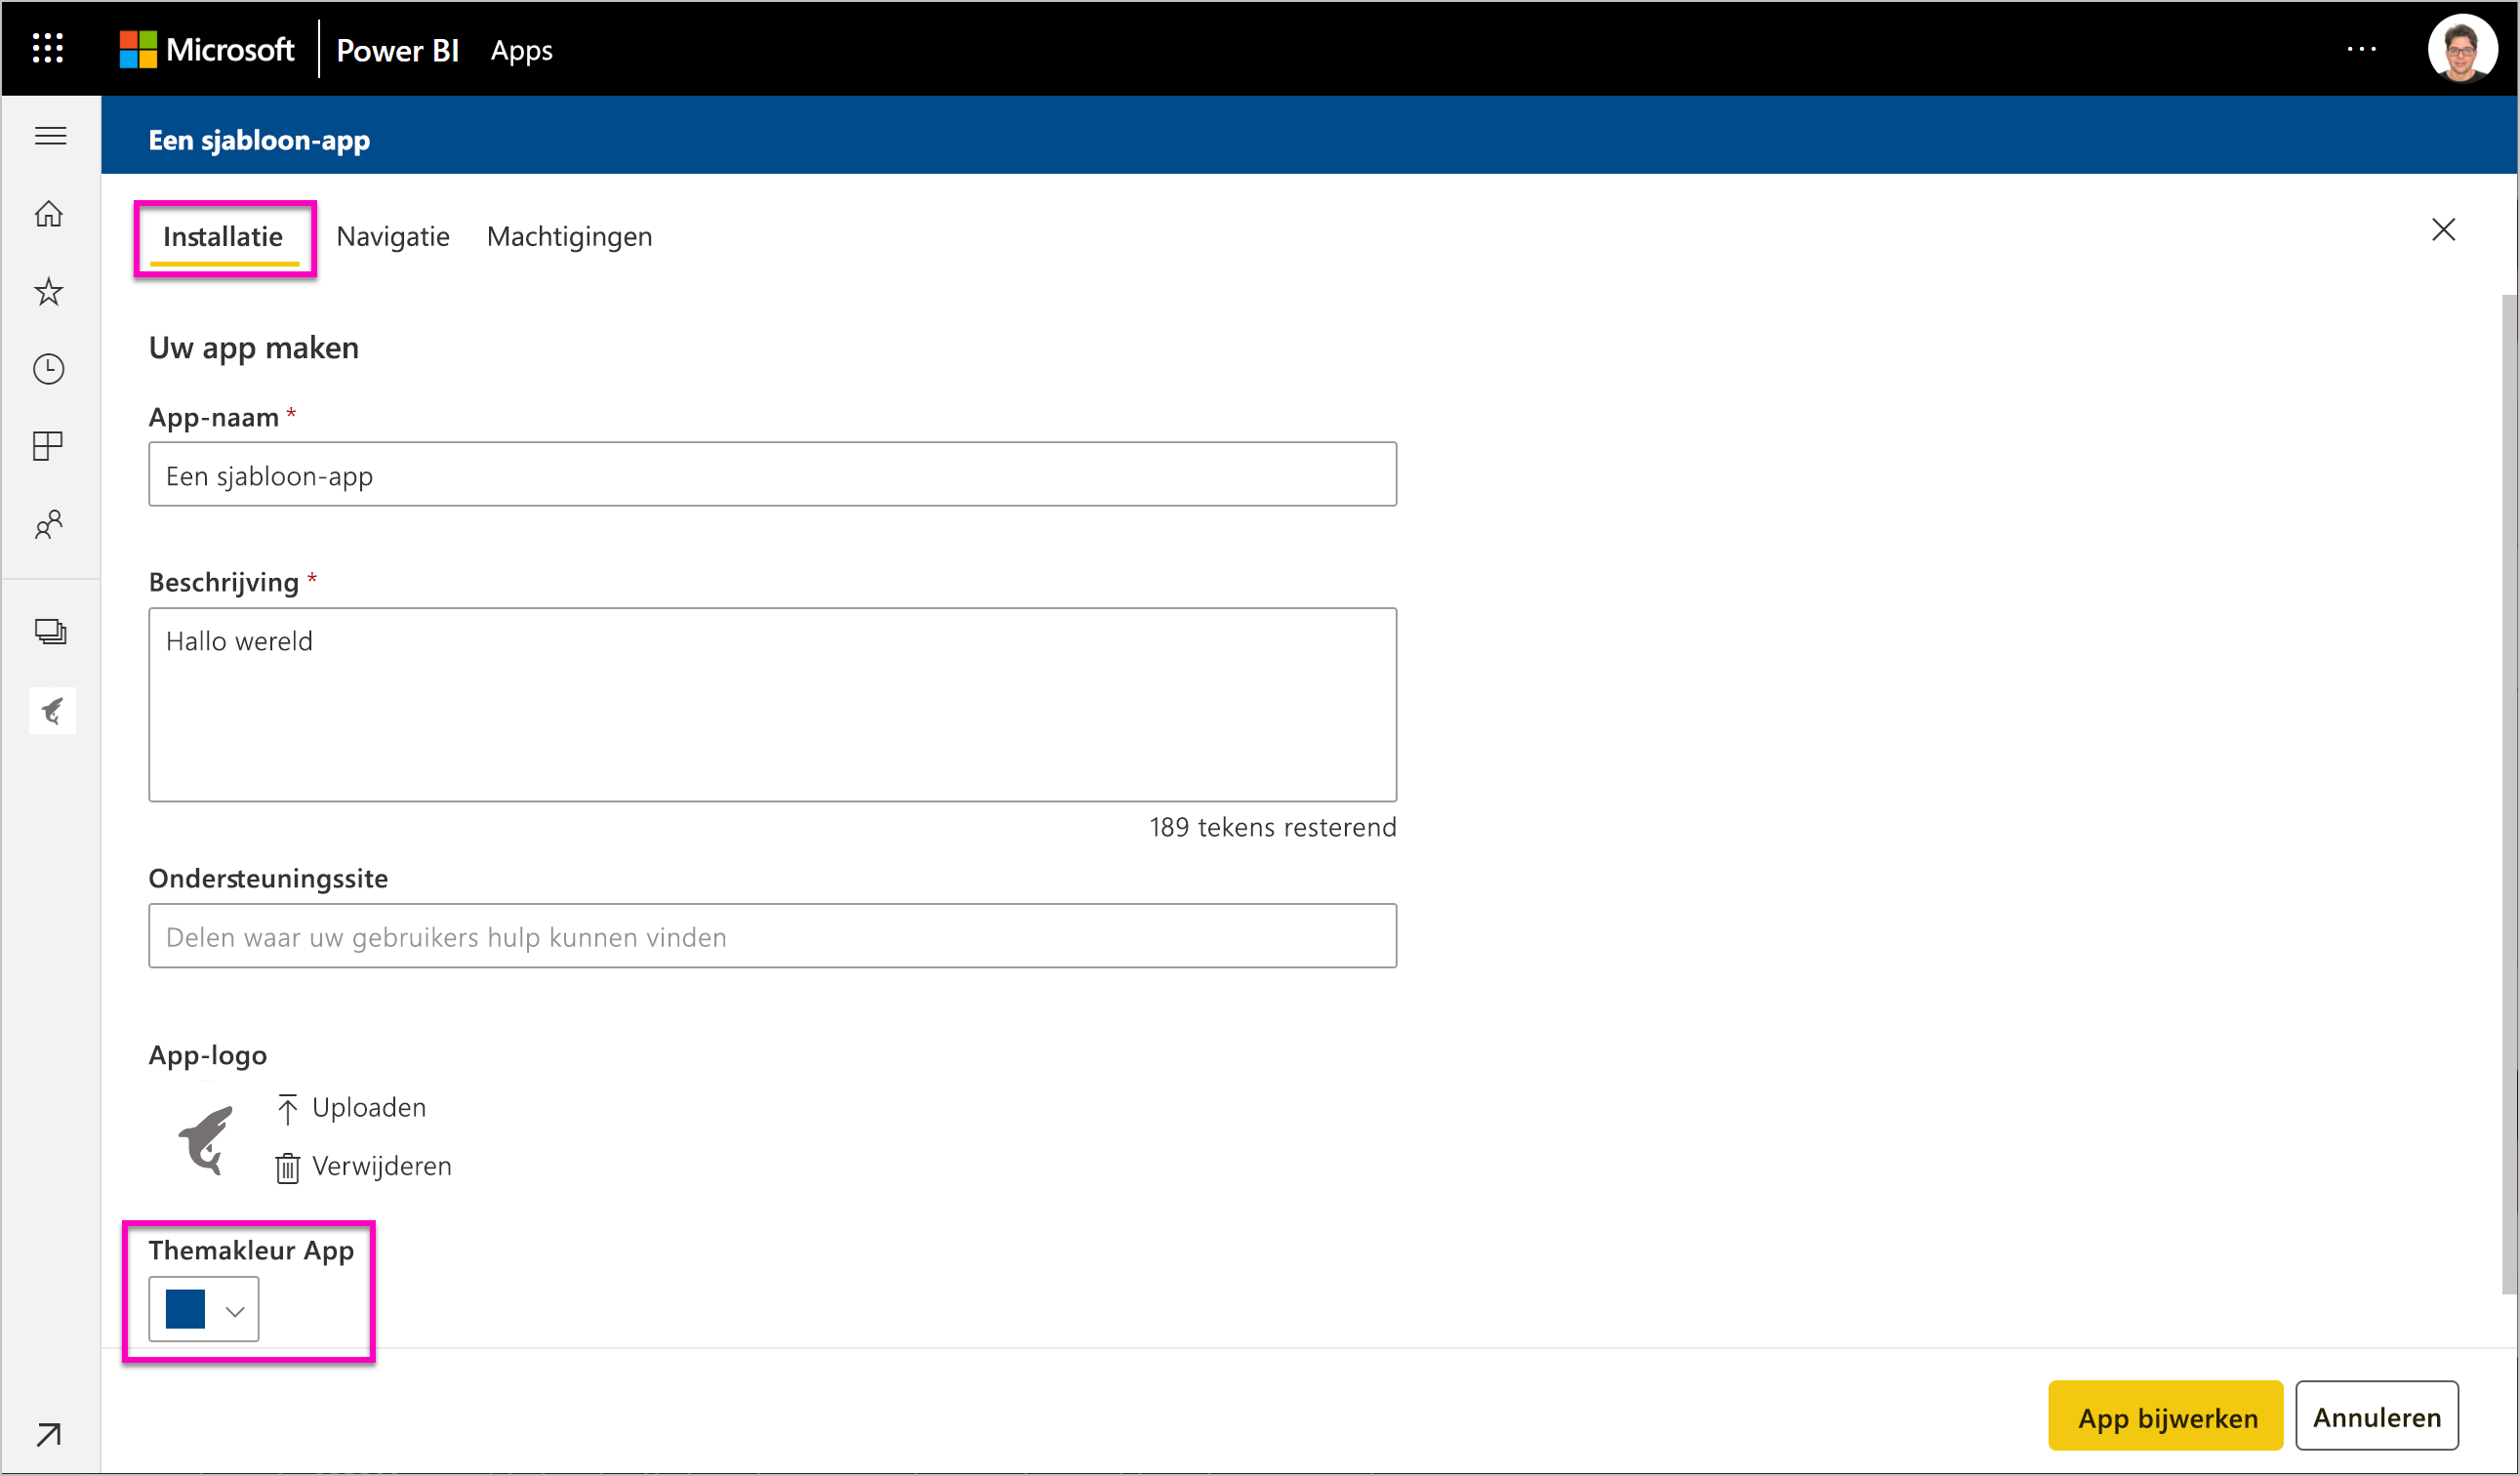 Microsoft Power BI Apps
Een sjabloon-app
Installatie Navigatie Machtigingen
Uw app maken
App-naam *
Een sjabloon-app
Beschrijving *
Hallo wereld
189 tekens resterend
Ondersteuningssite
Delen waar uw gebruikers hulp kunnen vinden
App-logo
Uploaden
Verwijderen
Themakleur App
App bijwerken Annuleren